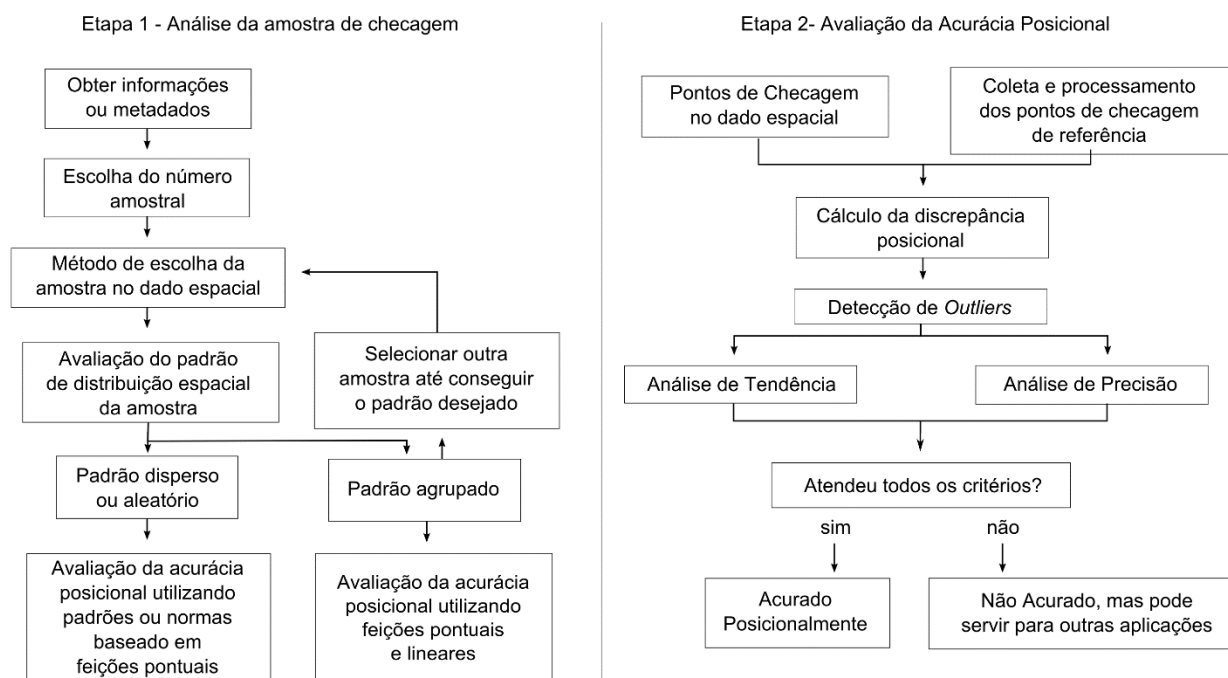 Etapa 1 - Análise da amostra de checagem
Obter informações
ou metadados
Escolha do número
amostral
Método de escolha da
amostra no dado espacial
Avaliação do padrão
de distribuição espacial
da amostra
Selecionar outra
amostra até conseguir
o padrão desejado
Padrão disperso
ou aleatório
Padrão agrupado
Avaliação da acurácia
posicional utilizando
padrões ou normas
baseado em
feições pontuais
Avaliação da acurácia
posicional utilizando
feições pontuais
e lineares
Etapa 2- Avaliação da Acurácia Posicional
Pontos de Checagem
no dado espacial
Coleta e processamento
dos pontos de checagem
de referência
Cálculo da discrepância
posicional
Detecção de Outliers
Análise de Tendência
Análise de Precisão
Atendeu todos os critérios?
sim
não
Acurado
Posicionalmente
Não Acurado, mas pode
servir para outras aplicações